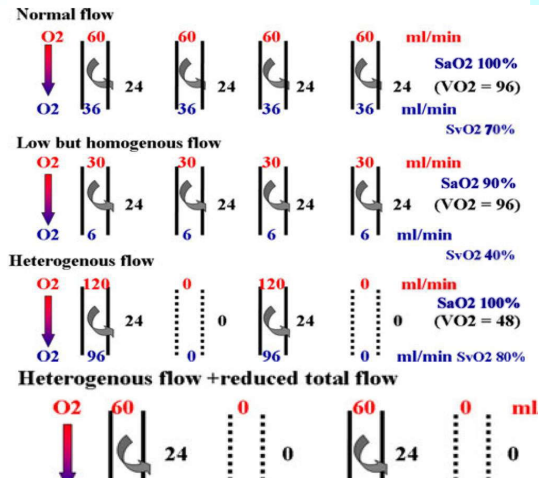 Normal flow
O2 60 60 60 60 ml/min
SaO2 100%
24 24 24 24 (VO2 = 96)
O2 36 36 36 36 ml/min
SvO2 70%
Low but homogenous flow
O2 30 30 30 30 ml/min
SaO2 90%
24 24 24 24 (VO2 = 96)
O2 6 6 6 6 ml/min
SvO2 40%
Heterogenous flow
O2 120 0 120 0 ml/min
SaO2 100%
24 0 24 0 (VO2 = 48)
O2 96 0 96 0 ml/min SvO2 80%
Heterogenous flow +reduced total flow
O2 60 0 60 0 ml
24 0 24 0